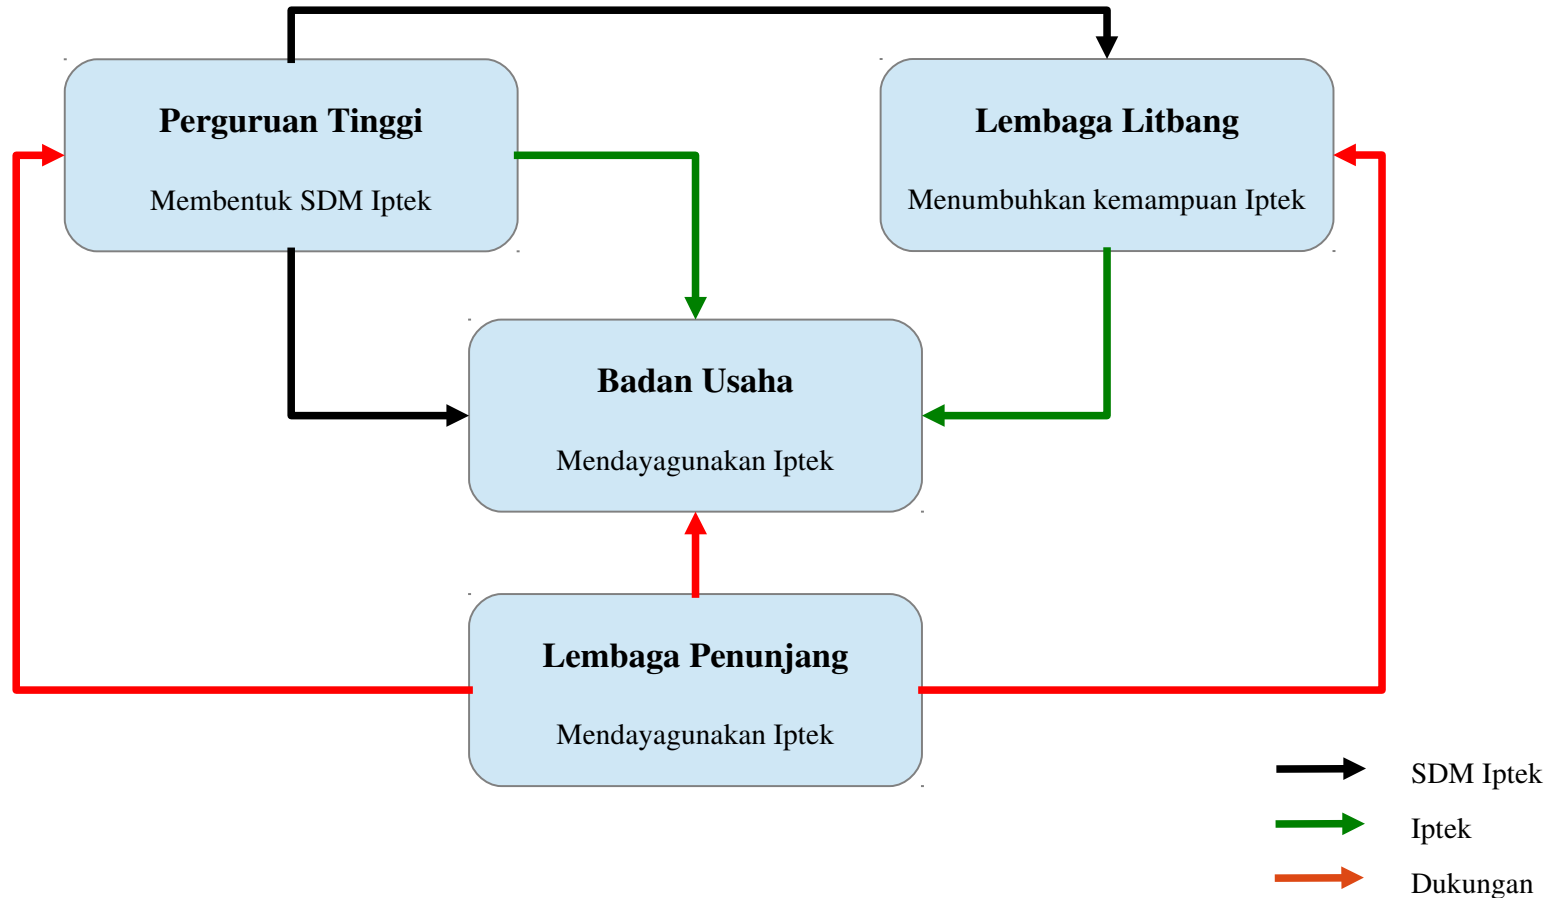 Perguruan Tinggi
Membentuk SDM Iptek
Lembaga Litbang
Menumbuhkan kemampuan Iptek
Badan Usaha
Mendayagunakan Iptek
Lembaga Penunjang
Mendayagunakan Iptek
SDM Iptek
Iptek
Dukungan